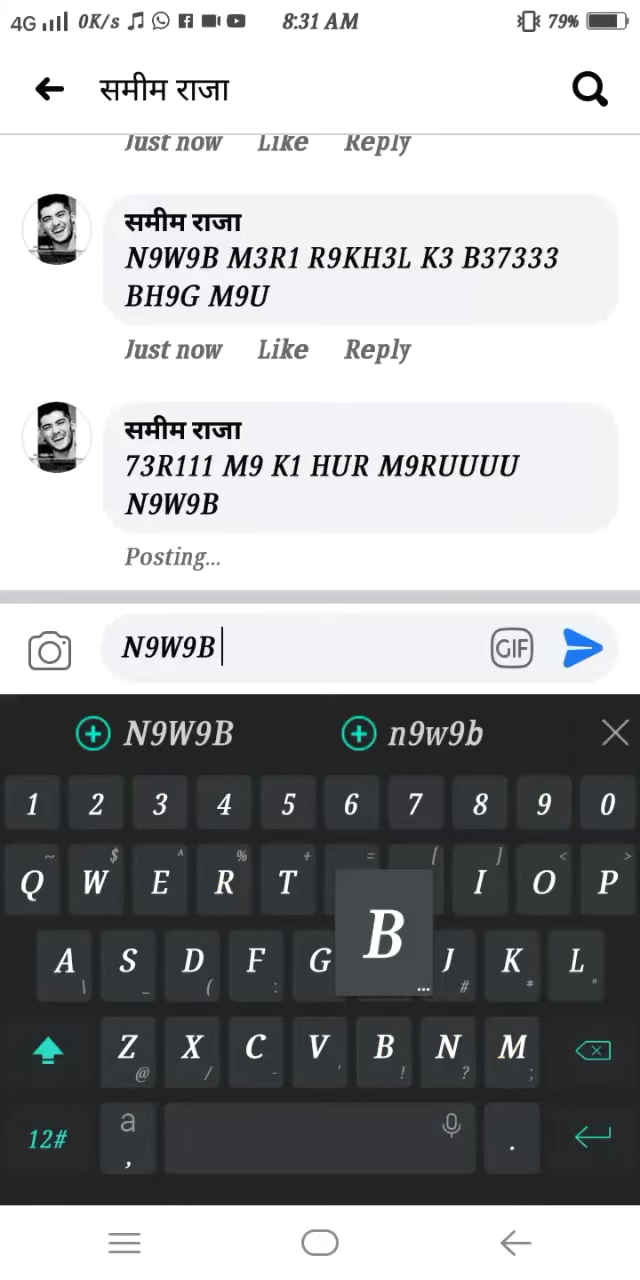 4G 0K/s 8:31 AM 79%
समीम राजा
Just now Like Reply
समीम राजा
N9W9B M3R1 R9KH3L K3 B37333
BH9G M9U
Just now Like Reply
समीम राजा
73R111 M9 K1 HUR M9RUUUU
N9W9B
Posting...
N9W9B GIF
N9W9B n9w9b
1 2 3 4 5 6 7 8 9 0
~ $ ^ % + = [ ] < >
Q W E R T I O P
B ...
A S D F G J K L
\ _ ( : # * "
Z X C V B N M
@ / - ' ! ? ;
12# a , .